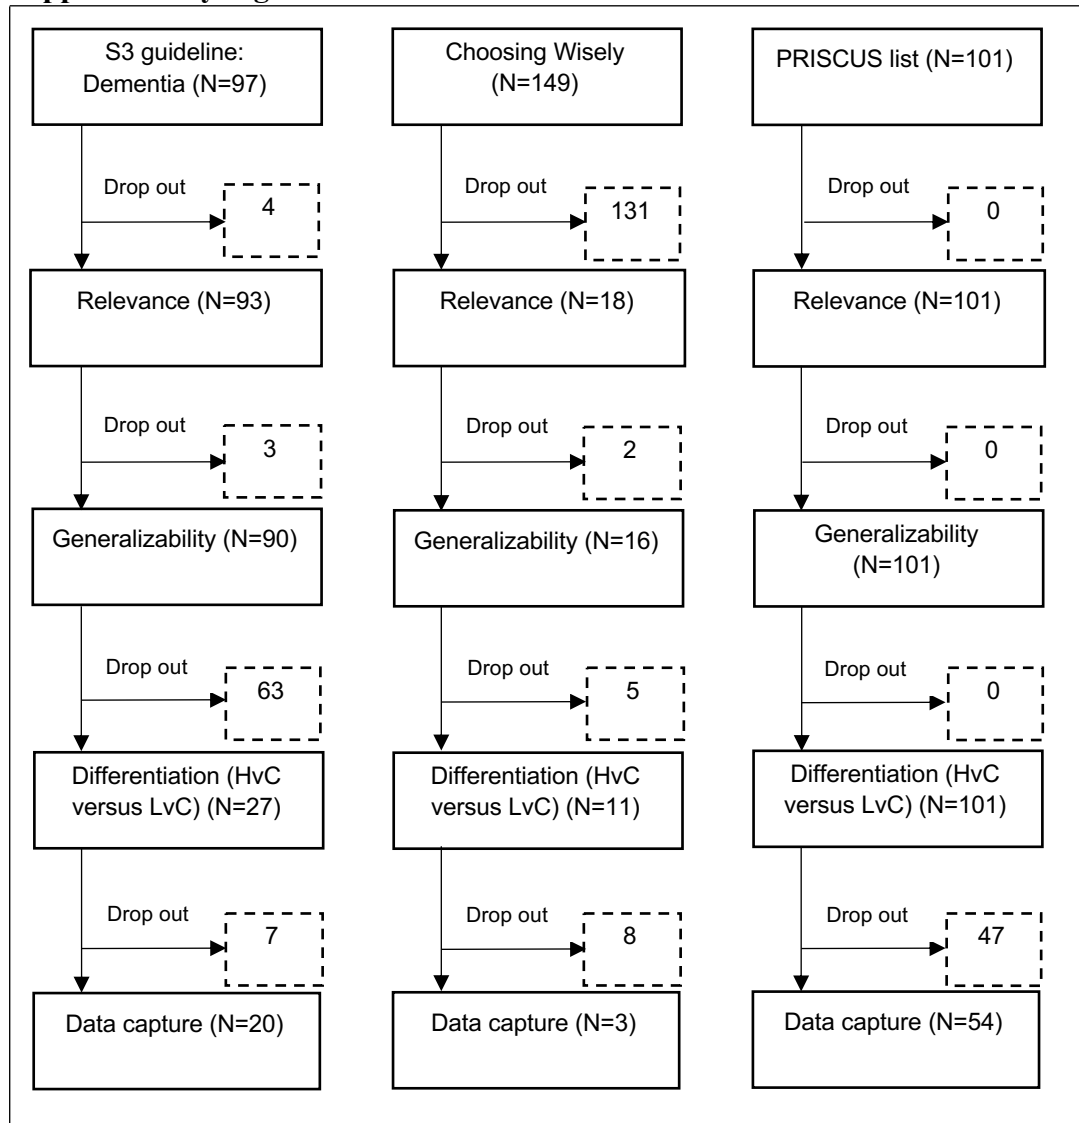 S3 guideline:
Dementia (N=97)
Drop out
4
Relevance (N=93)
Drop out
3
Generalizability (N=90)
Drop out
63
Differentiation (HvC
versus LvC) (N=27)
Drop out
7
Data capture (N=20)
Choosing Wisely
(N=149)
Drop out
131
Relevance (N=18)
Drop out
2
Generalizability (N=16)
Drop out
5
Differentiation (HvC
versus LvC) (N=11)
Drop out
8
Data capture (N=3)
PRISCUS list (N=101)
Drop out
0
Relevance (N=101)
Drop out
0
Generalizability
(N=101)
Drop out
0
Differentiation (HvC
versus LvC) (N=101)
Drop out
47
Data capture (N=54)